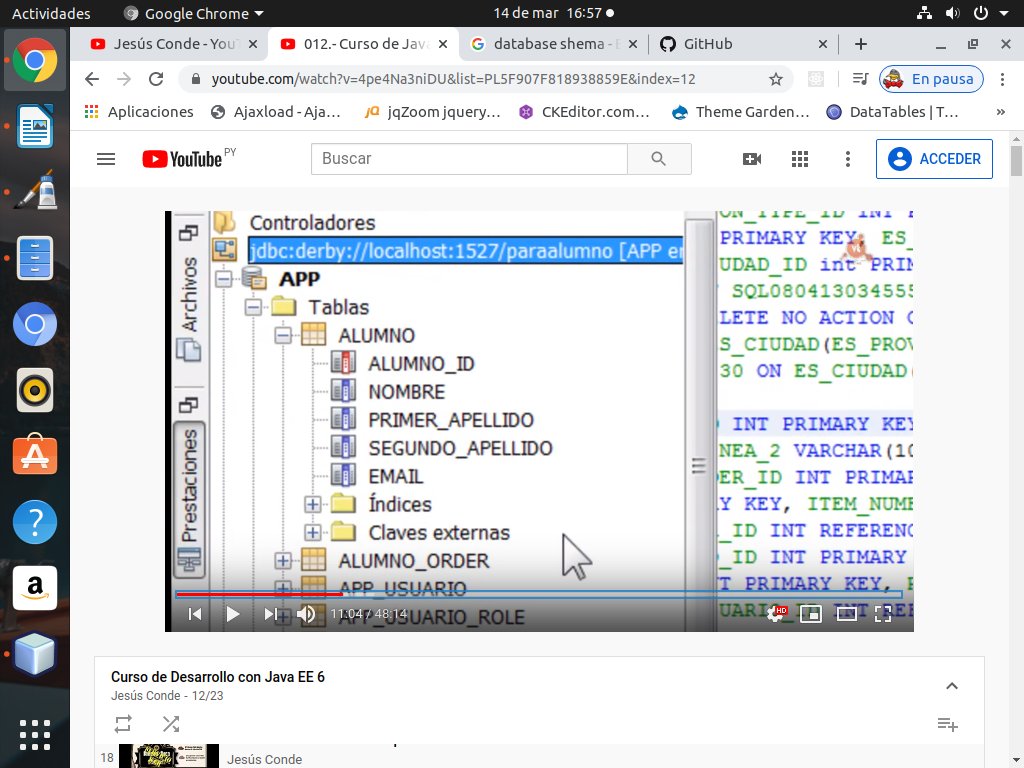 Actividades
Google Chrome
14 de mar 16:57
Jesús Conde - You
012.- Curso de Java
database shema - B
GitHub
youtube.com/watch?v=4pe4Na3niDU&list=PL5F907F818938859E&index=12
En pausa
Aplicaciones
Ajaxload - Aja…
jqZoom jquery…
CKEditor.com…
Theme Garden…
DataTables | T…
»
YouTube PY
Buscar
ACCEDER
Archivos
Prestaciones
Controladores
jdbc:derby://localhost:1527/paraalumno [APP en
APP
Tablas
ALUMNO
ALUMNO_ID
NOMBRE
PRIMER_APELLIDO
SEGUNDO_APELLIDO
EMAIL
Índices
Claves externas
ALUMNO_ORDER
APP_USUARIO
APP_USUARIO_ROLE
ON_TYPE_ID INT
PRIMARY KEY, ES_
UDAD_ID int PRIM
SQL080413034555
LETE NO ACTION
S_CIUDAD(ES_PROV
30 ON ES_CIUDAD(
INT PRIMARY KEY
NEA_2 VARCHAR(10
ER_ID INT PRIMAR
Y KEY, ITEM_NUME
_ID INT REFERENC
D_ID INT PRIMARY
T PRIMARY KEY,
11:04 / 48:14
HD
Curso de Desarrollo con Java EE 6
Jesús Conde - 12/23
18
Jesús Conde